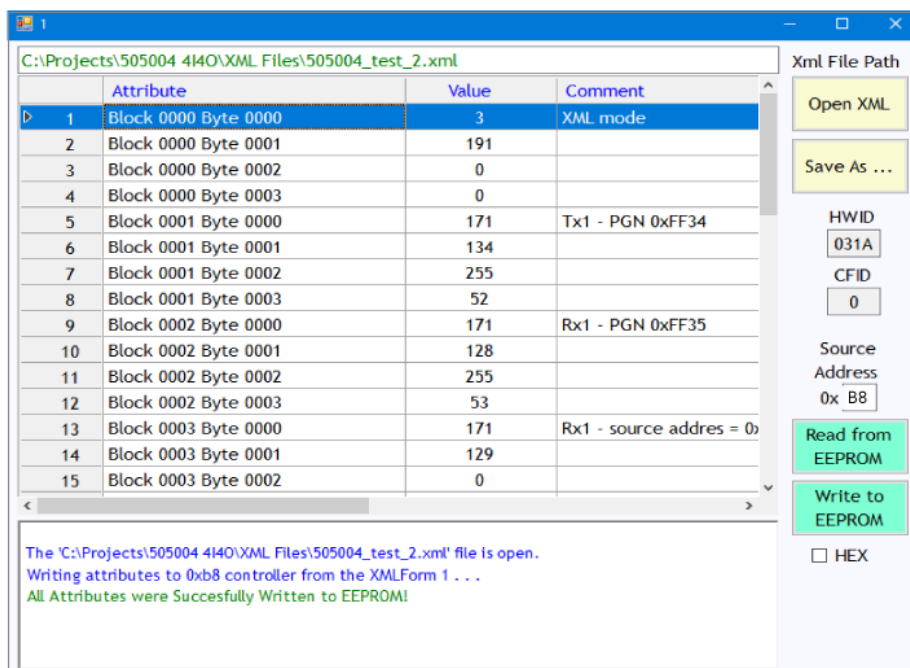 1
C:\Projects\505004 4I4O\XML Files\505004_test_2.xml
Xml File Path
Attribute Value Comment
1 Block 0000 Byte 0000 3 XML mode
2 Block 0000 Byte 0001 191
3 Block 0000 Byte 0002 0
4 Block 0000 Byte 0003 0
5 Block 0001 Byte 0000 171 Tx1 - PGN 0xFF34
6 Block 0001 Byte 0001 134
7 Block 0001 Byte 0002 255
8 Block 0001 Byte 0003 52
9 Block 0002 Byte 0000 171 Rx1 - PGN 0xFF35
10 Block 0002 Byte 0001 128
11 Block 0002 Byte 0002 255
12 Block 0002 Byte 0003 53
13 Block 0003 Byte 0000 171 Rx1 - source addres = 0x
14 Block 0003 Byte 0001 129
15 Block 0003 Byte 0002 0
Open XML
Save As ...
HWID
031A
CFID
0
Source
Address
0x B8
Read from
EEPROM
Write to
EEPROM
HEX
The 'C:\Projects\505004 4I4O\XML Files\505004_test_2.xml' file is open.
Writing attributes to 0xb8 controller from the XMLForm 1 . . .
All Attributes were Succesfully Written to EEPROM!